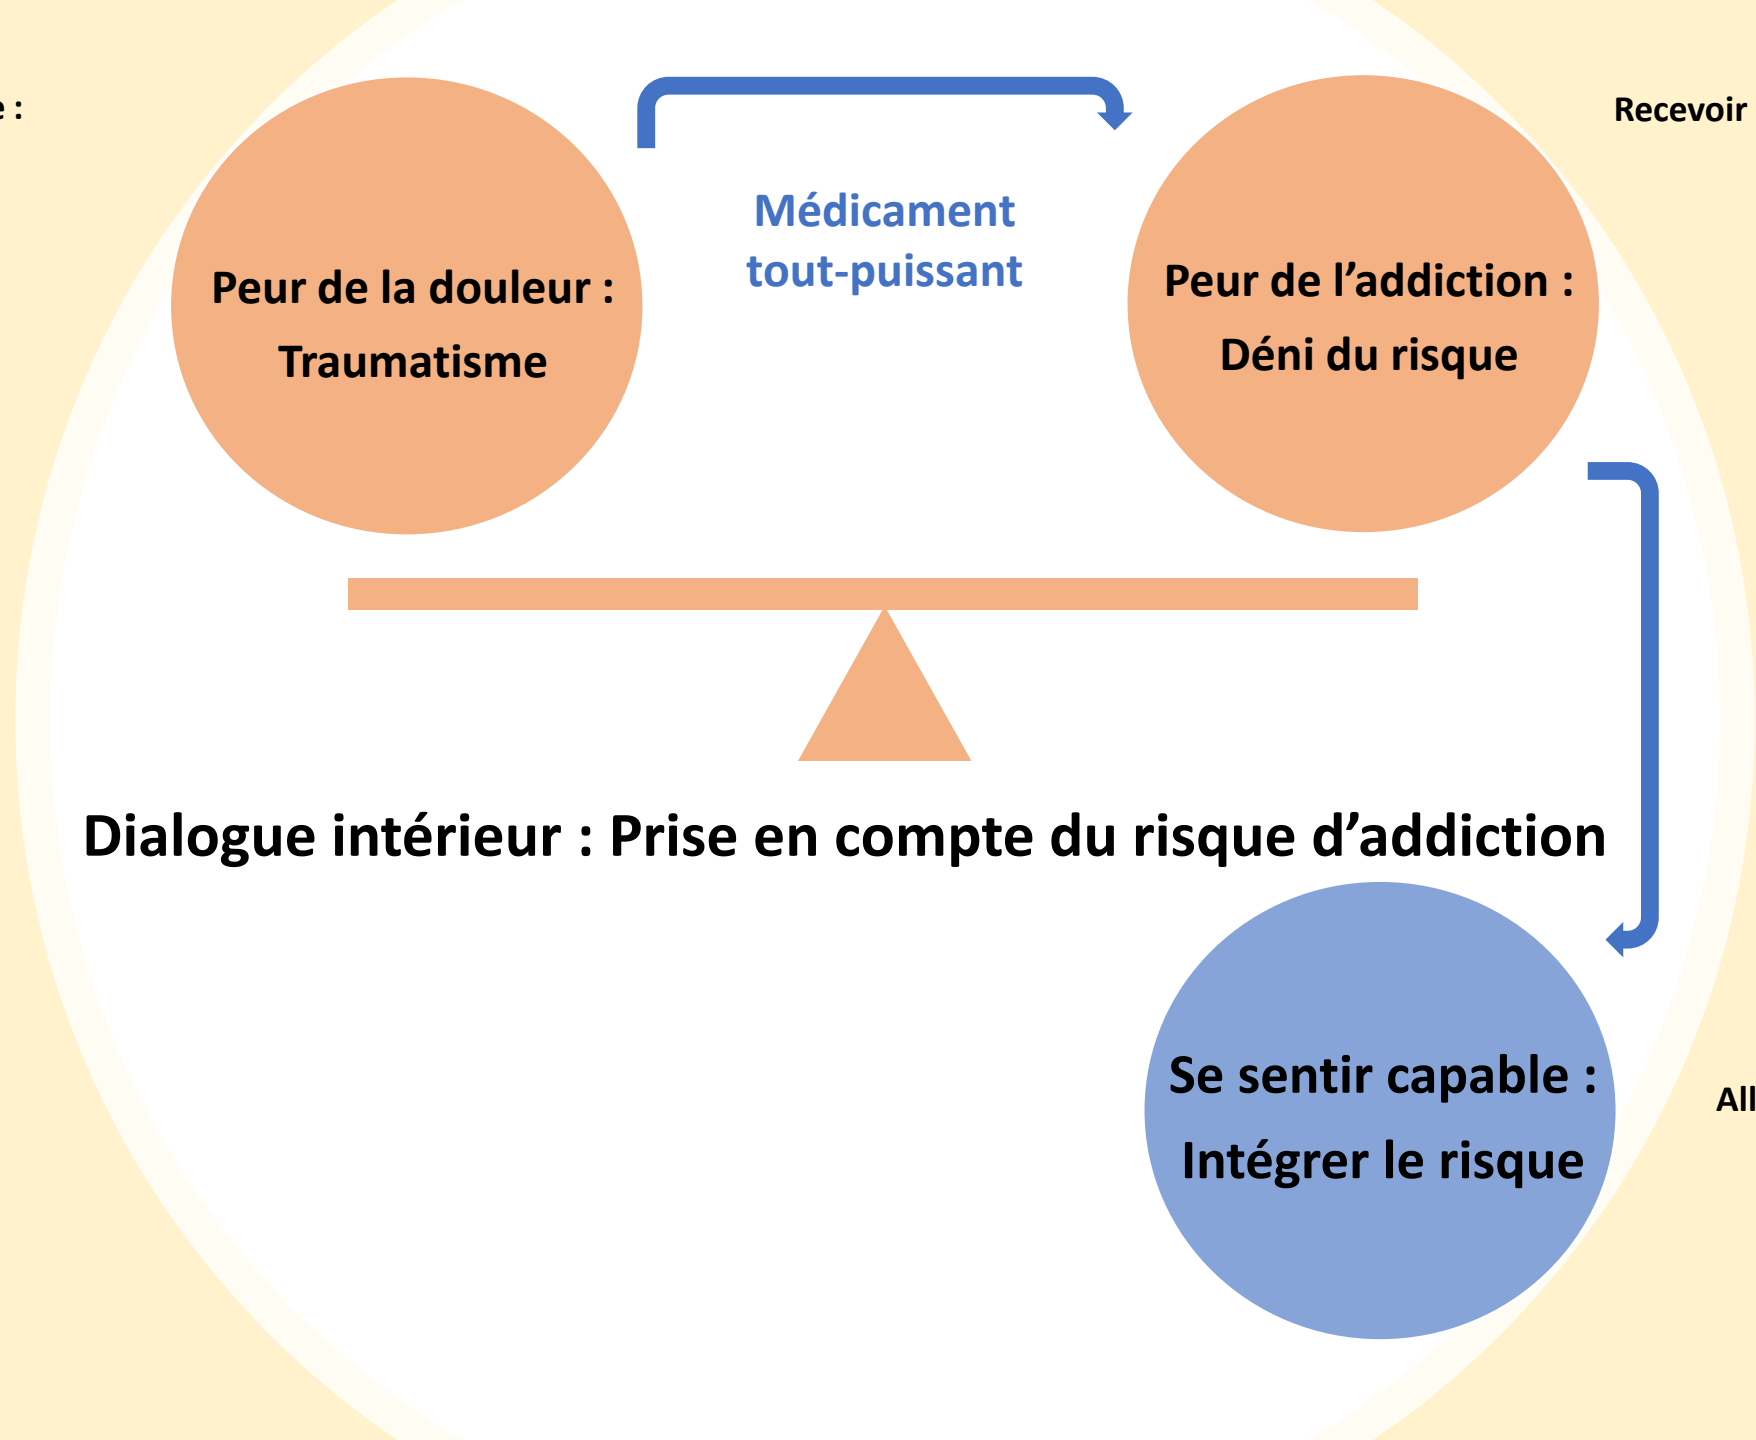 Recevoir
Médicament
tout-puissant
Peur de la douleur :
Traumatisme
Peur de l’addiction :
Déni du risque
Dialogue intérieur : Prise en compte du risque d’addiction
Se sentir capable :
Intégrer le risque